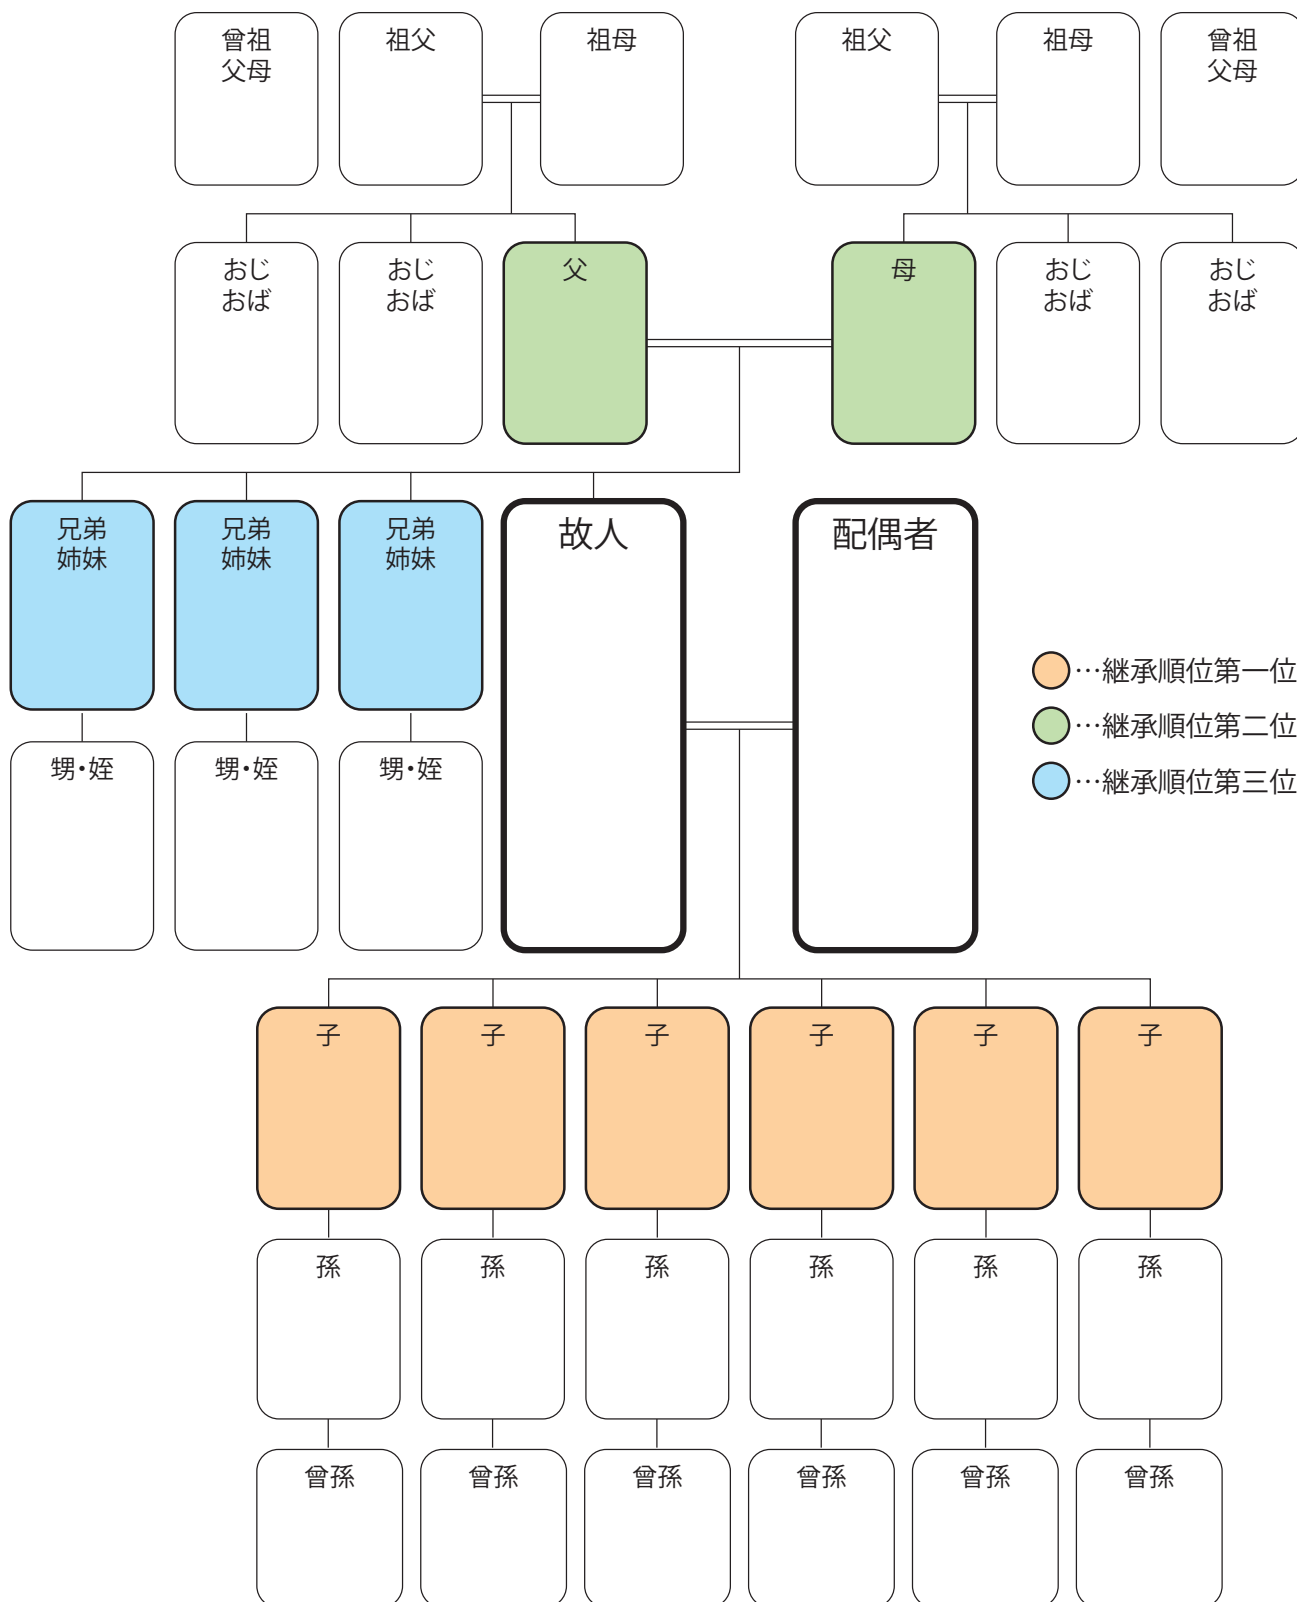 曾祖
父母
祖父
祖母
祖父
祖母
曾祖
父母
おじ
おば
おじ
おば
父
母
おじ
おば
おじ
おば
兄弟
姉妹
兄弟
姉妹
兄弟
姉妹
故人
配偶者
…継承順位第一位
…継承順位第二位
…継承順位第三位
甥・姪
甥・姪
甥・姪
子
子
子
子
子
子
孫
孫
孫
孫
孫
孫
曾孫
曾孫
曾孫
曾孫
曾孫
曾孫